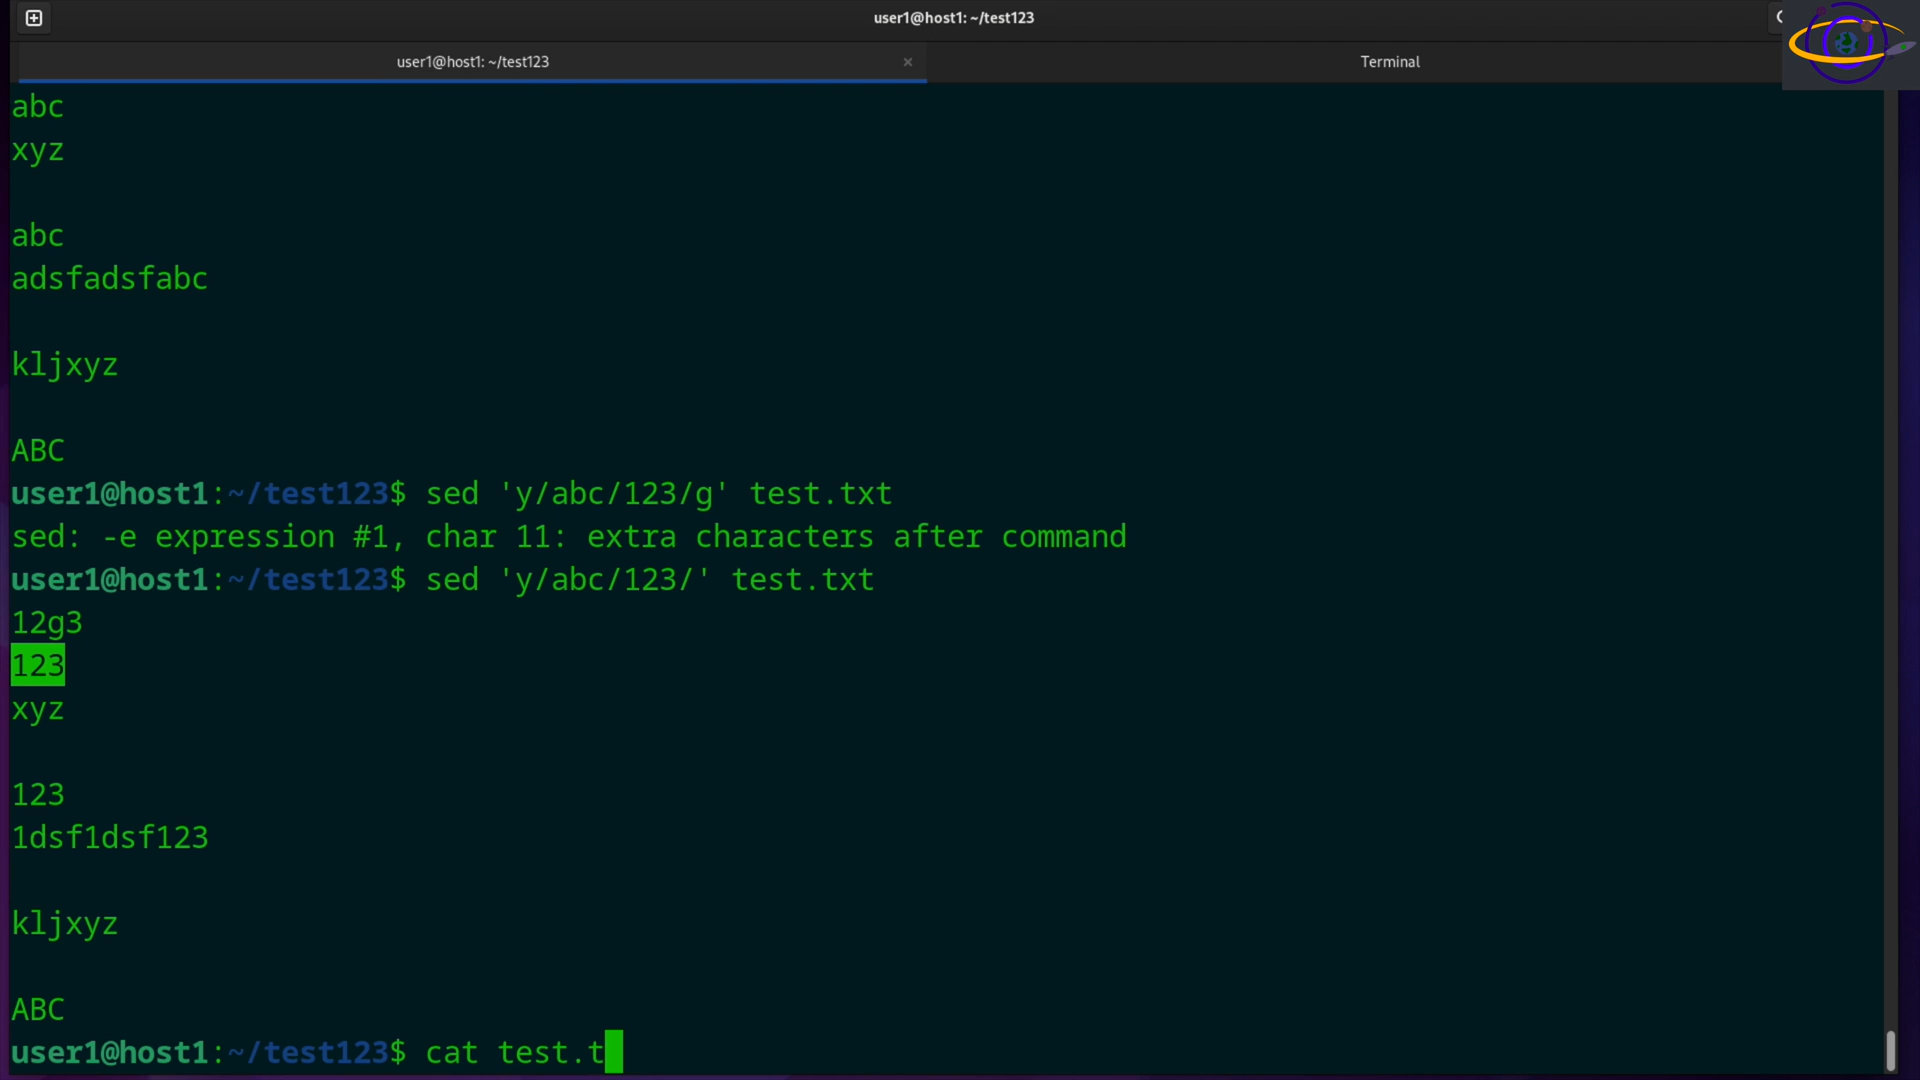 user1@host1: ~/test123
user1@host1: ~/test123 ×
Terminal
abc
xyz
abc
adsfadsfabc
kljxyz
ABC
user1@host1:~/test123$ sed 'y/abc/123/g' test.txt
sed: -e expression #1, char 11: extra characters after command
user1@host1:~/test123$ sed 'y/abc/123/' test.txt
12g3
123
xyz
123
1dsf1dsf123
kljxyz
ABC
user1@host1:~/test123$ cat test.t